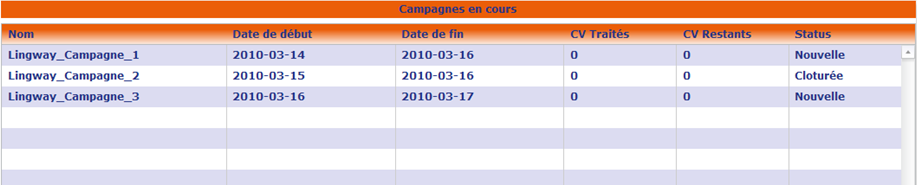 Campagnes en cours
Nom Date de début Date de fin CV Traités CV Restants Status
Lingway_Campagne_1 2010-03-14 2010-03-16 0 0 Nouvelle
Lingway_Campagne_2 2010-03-15 2010-03-16 0 0 Cloturée
Lingway_Campagne_3 2010-03-16 2010-03-17 0 0 Nouvelle